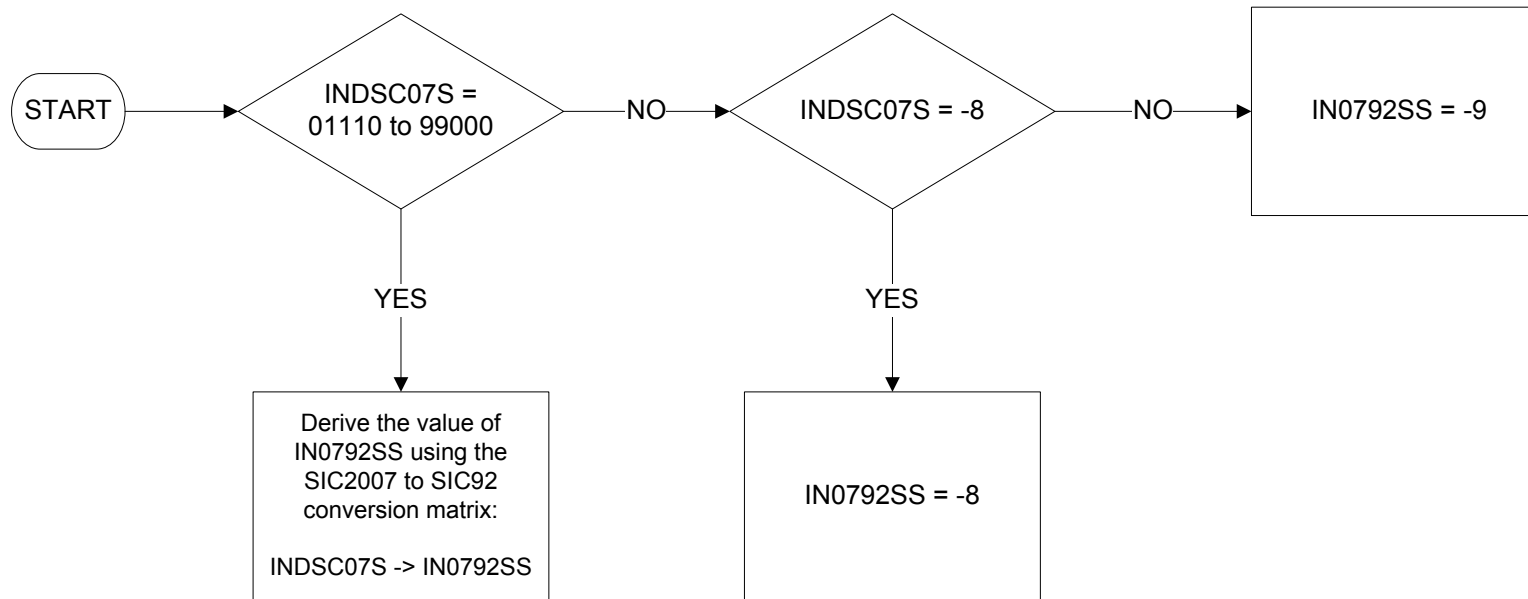 START
INDSC07S =
01110 to 99000
NO
INDSC07S = -8
NO
IN0792SS = -9
YES
YES
Derive the value of
IN0792SS using the
SIC2007 to SIC92
conversion matrix:
INDSC07S -> IN0792SS
IN0792SS = -8